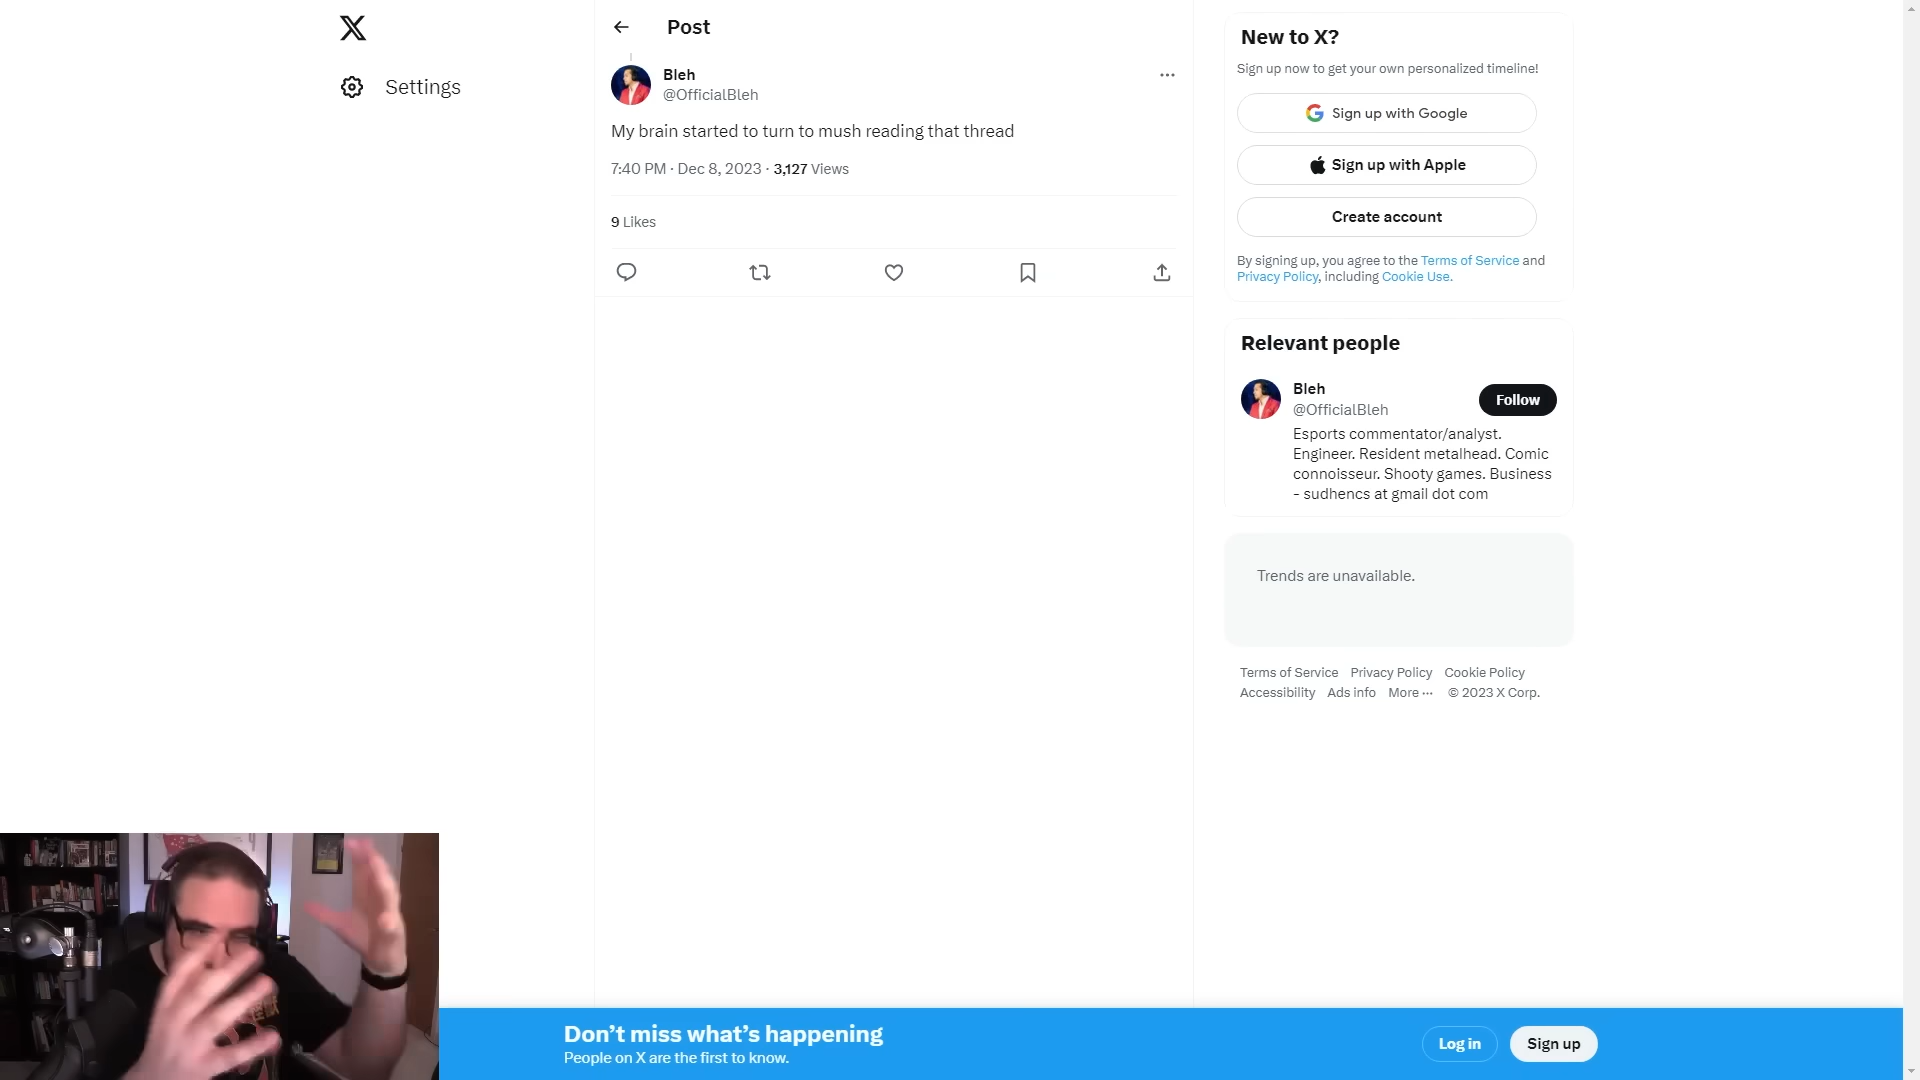 Settings
Post
Bleh
@OfficialBleh
My brain started to turn to mush reading that thread
7:40 PM · Dec 8, 2023 · 3,127 Views
9 Likes
New to X?
Sign up now to get your own personalized timeline!
Sign up with Google
Sign up with Apple
Create account
By signing up, you agree to the Terms of Service and
Privacy Policy, including Cookie Use.
Relevant people
Bleh
@OfficialBleh
Follow
Esports commentator/analyst.
Engineer. Resident metalhead. Comic
connoisseur. Shooty games. Business
- sudhencs at gmail dot com
Trends are unavailable.
Terms of Service Privacy Policy Cookie Policy
Accessibility Ads info More ··· © 2023 X Corp.
Don’t miss what’s happening
People on X are the first to know.
Log in
Sign up